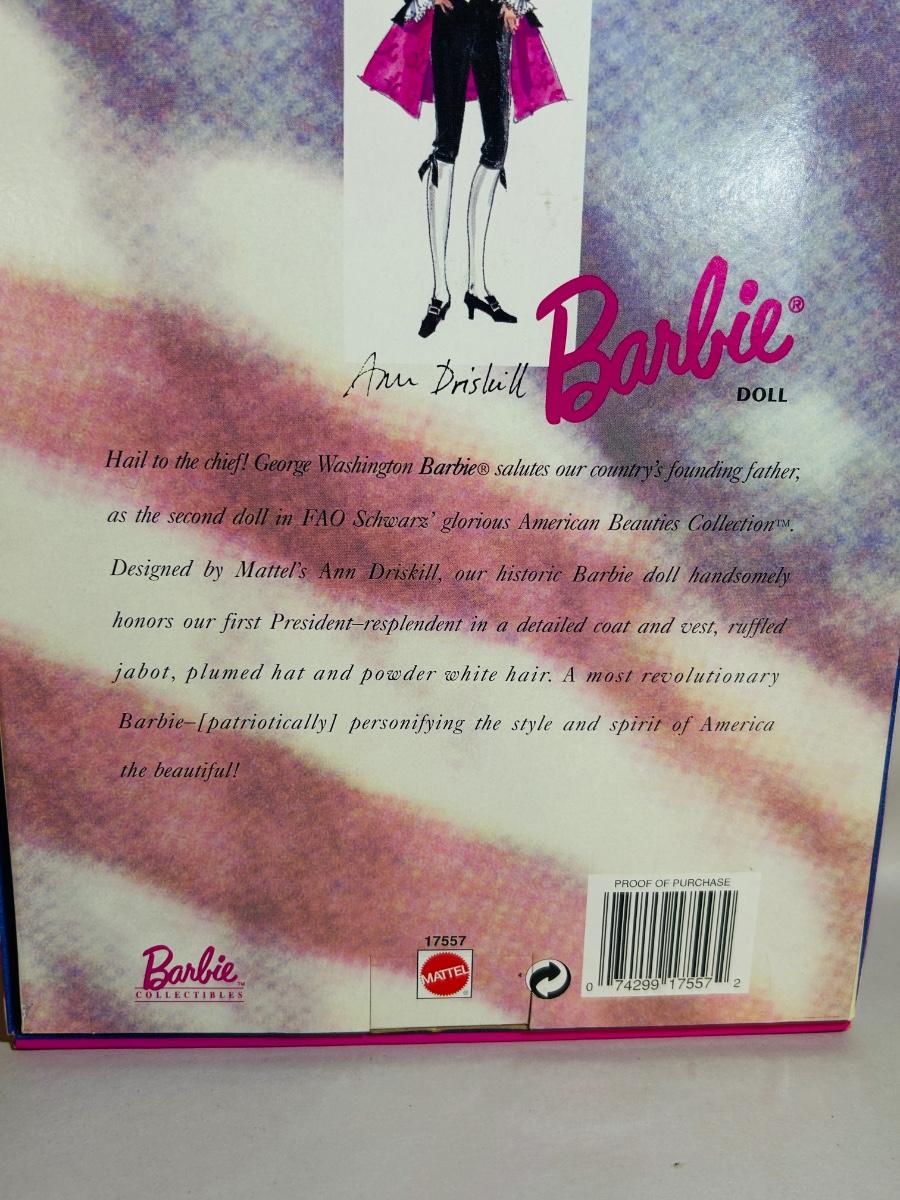 Ann Driskill
Barbie®
DOLL
Hail to the chief! George Washington Barbie® salutes our country's founding father,
as the second doll in FAO Schwarz' glorious American Beauties Collection™.
Designed by Mattel's Ann Driskill, our historic Barbie doll handsomely
honors our first President–resplendent in a detailed coat and vest, ruffled
jabot, plumed hat and powder white hair. A most revolutionary
Barbie–[patriotically] personifying the style and spirit of America
the beautiful!
Barbie™
COLLECTIBLES
17557
MATTEL®
PROOF OF PURCHASE
0 74299 17557 2